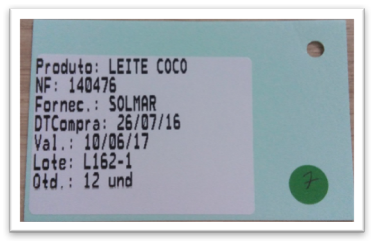 Produto: LEITE COCO
NF: 140476
Fornec.: SOLMAR
DTCompra: 26/07/16
Val.: 10/06/17
Lote: L162-1
Qtd.: 12 und
7